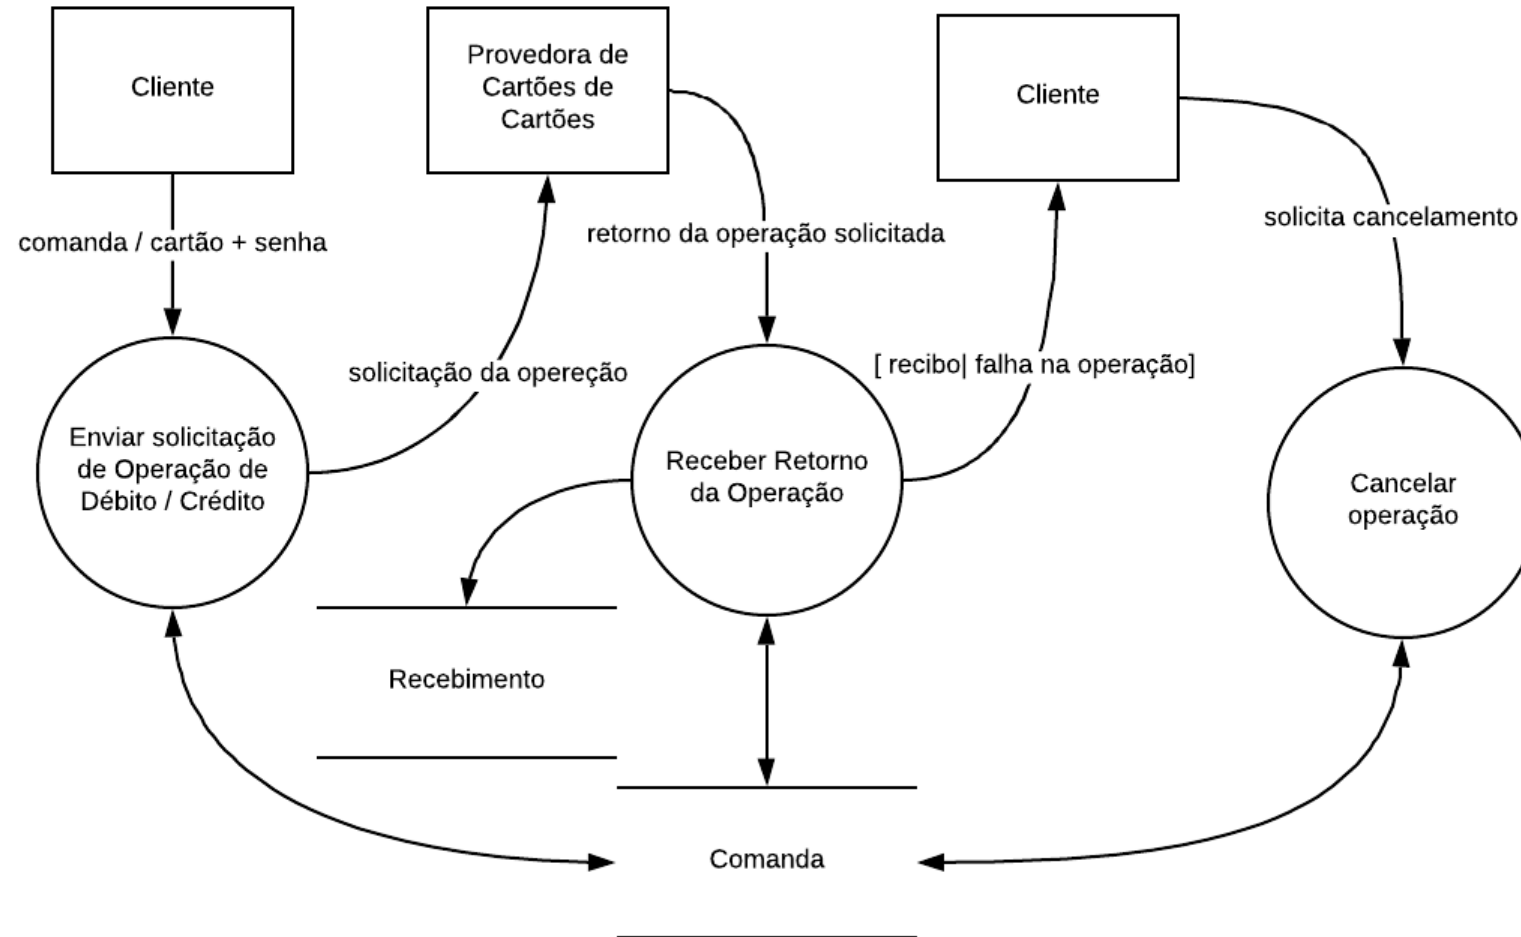 Cliente
Provedora de
Cartões de
Cartões
Cliente
comanda / cartão + senha
retorno da operação solicitada
solicita cancelamento
solicitação da opereção
[ recibo| falha na operação]
Enviar solicitação
de Operação de
Débito / Crédito
Receber Retorno
da Operação
Cancelar
operação
Recebimento
Comanda